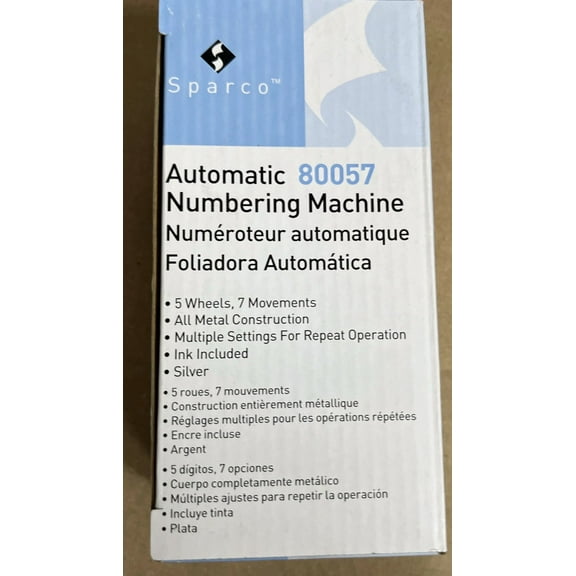 Sparco™
Automatic 80057
Numbering Machine
Numéroteur automatique
Foliadora Automática
• 5 Wheels, 7 Movements
• All Metal Construction
• Multiple Settings For Repeat Operation
• Ink Included
• Silver
• 5 roues, 7 mouvements
• Construction entièrement métallique
• Réglages multiples pour les opérations répétées
• Encre incluse
• Argent
• 5 dígitos, 7 opciones
• Cuerpo completamente metálico
• Múltiples ajustes para repetir la operación
• Incluye tinta
• Plata